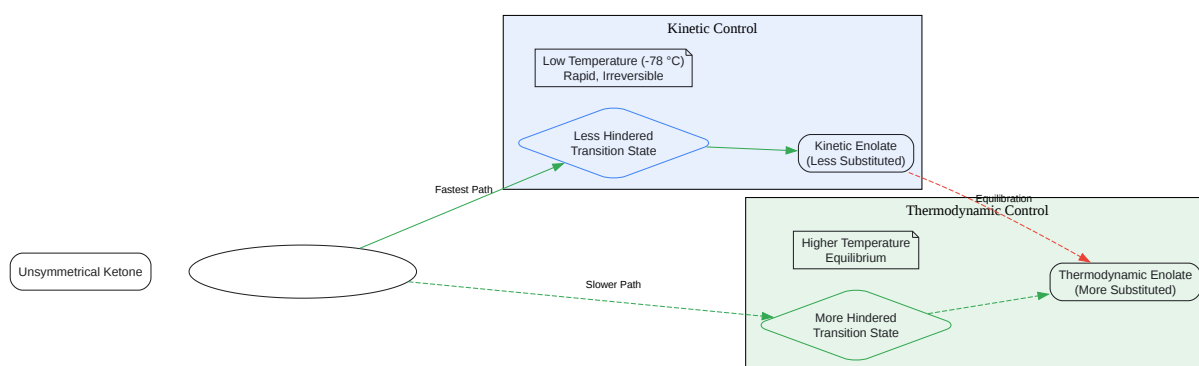 Kinetic Control
Low Temperature (-78 °C)
Rapid, Irreversible
Less Hindered
Transition State
Kinetic Enolate
(Less Substituted)
Fastest Path
Equilibration
Thermodynamic Control
Higher Temperature
Equilibrium
Unsymmetrical Ketone
Thermodynamic Enolate
(More Substituted)
Slower Path
More Hindered
Transition State